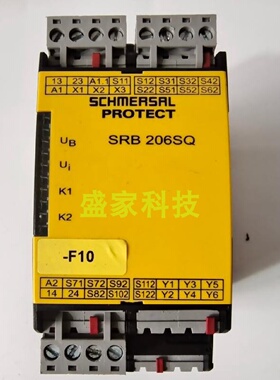 13 23 A1.1 S11 S12 S31 S32 S42
A1 X1 X2 X3 S22 S51 S52 S62
SCHMERSAL
PROTECT
UB
SRB 206SQ
Ui
K1
盛家科技
K2
-F10
A2 S71 S72 S92 S112 Y1 Y3 Y5
14 24 S82 S102 S122 Y2 Y4 Y6